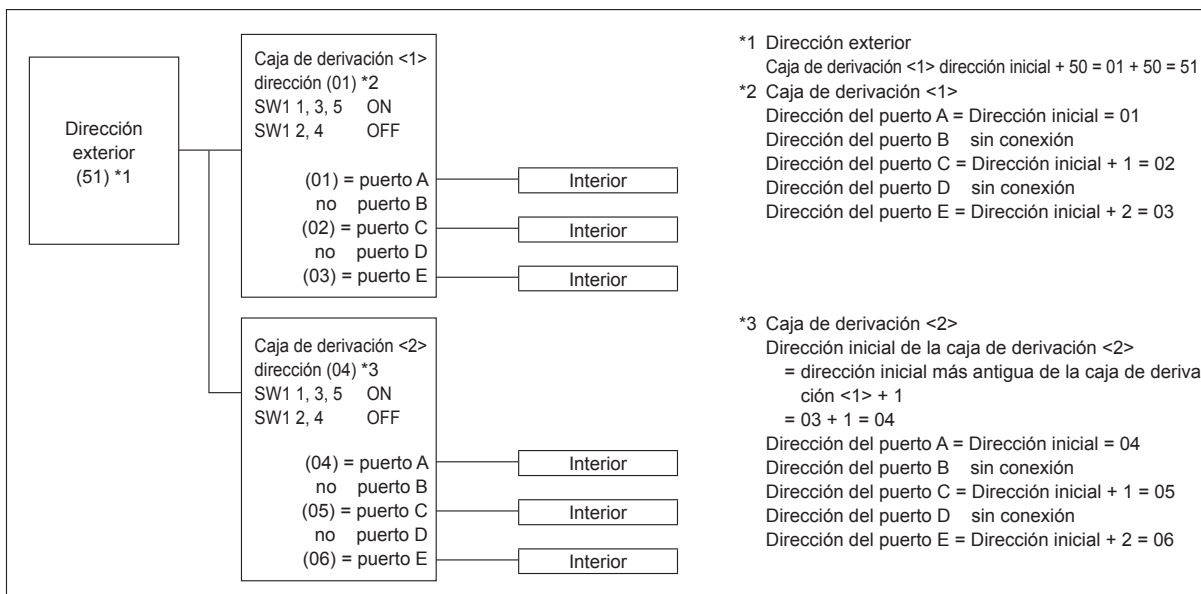 Dirección
exterior
(51) *1
Caja de derivación <1>
dirección (01) *2
SW1 1, 3, 5 ON
SW1 2, 4 OFF
(01) = puerto A
no puerto B
(02) = puerto C
no puerto D
(03) = puerto E
Interior
Interior
Interior
Caja de derivación <2>
dirección (04) *3
SW1 1, 3, 5 ON
SW1 2, 4 OFF
(04) = puerto A
no puerto B
(05) = puerto C
no puerto D
(06) = puerto E
Interior
Interior
Interior
*1 Dirección exterior
Caja de derivación <1> dirección inicial + 50 = 01 + 50 = 51
*2 Caja de derivación <1>
Dirección del puerto A = Dirección inicial = 01
Dirección del puerto B sin conexión
Dirección del puerto C = Dirección inicial + 1 = 02
Dirección del puerto D sin conexión
Dirección del puerto E = Dirección inicial + 2 = 03
*3 Caja de derivación <2>
Dirección inicial de la caja de derivación <2>
= dirección inicial más antigua de la caja de deriva
ción <1> + 1
= 03 + 1 = 04
Dirección del puerto A = Dirección inicial = 04
Dirección del puerto B sin conexión
Dirección del puerto C = Dirección inicial + 1 = 05
Dirección del puerto D sin conexión
Dirección del puerto E = Dirección inicial + 2 = 06